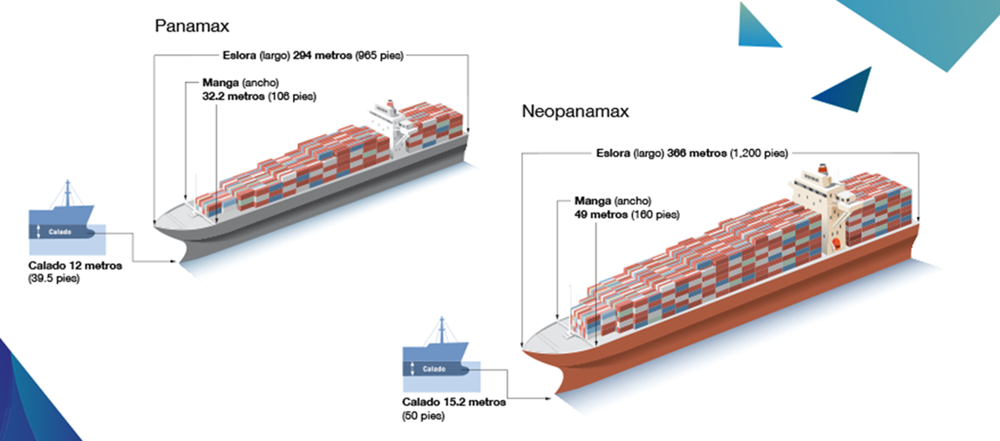 Panamax
Eslora (largo) 294 metros (965 pies)
Manga (ancho)
32.2 metros (106 pies)
Calado
Calado 12 metros
(39.5 pies)
Neopanamax
Eslora (largo) 366 metros (1,200 pies)
Manga (ancho)
49 metros (160 pies)
Calado
Calado 15.2 metros
(50 pies)